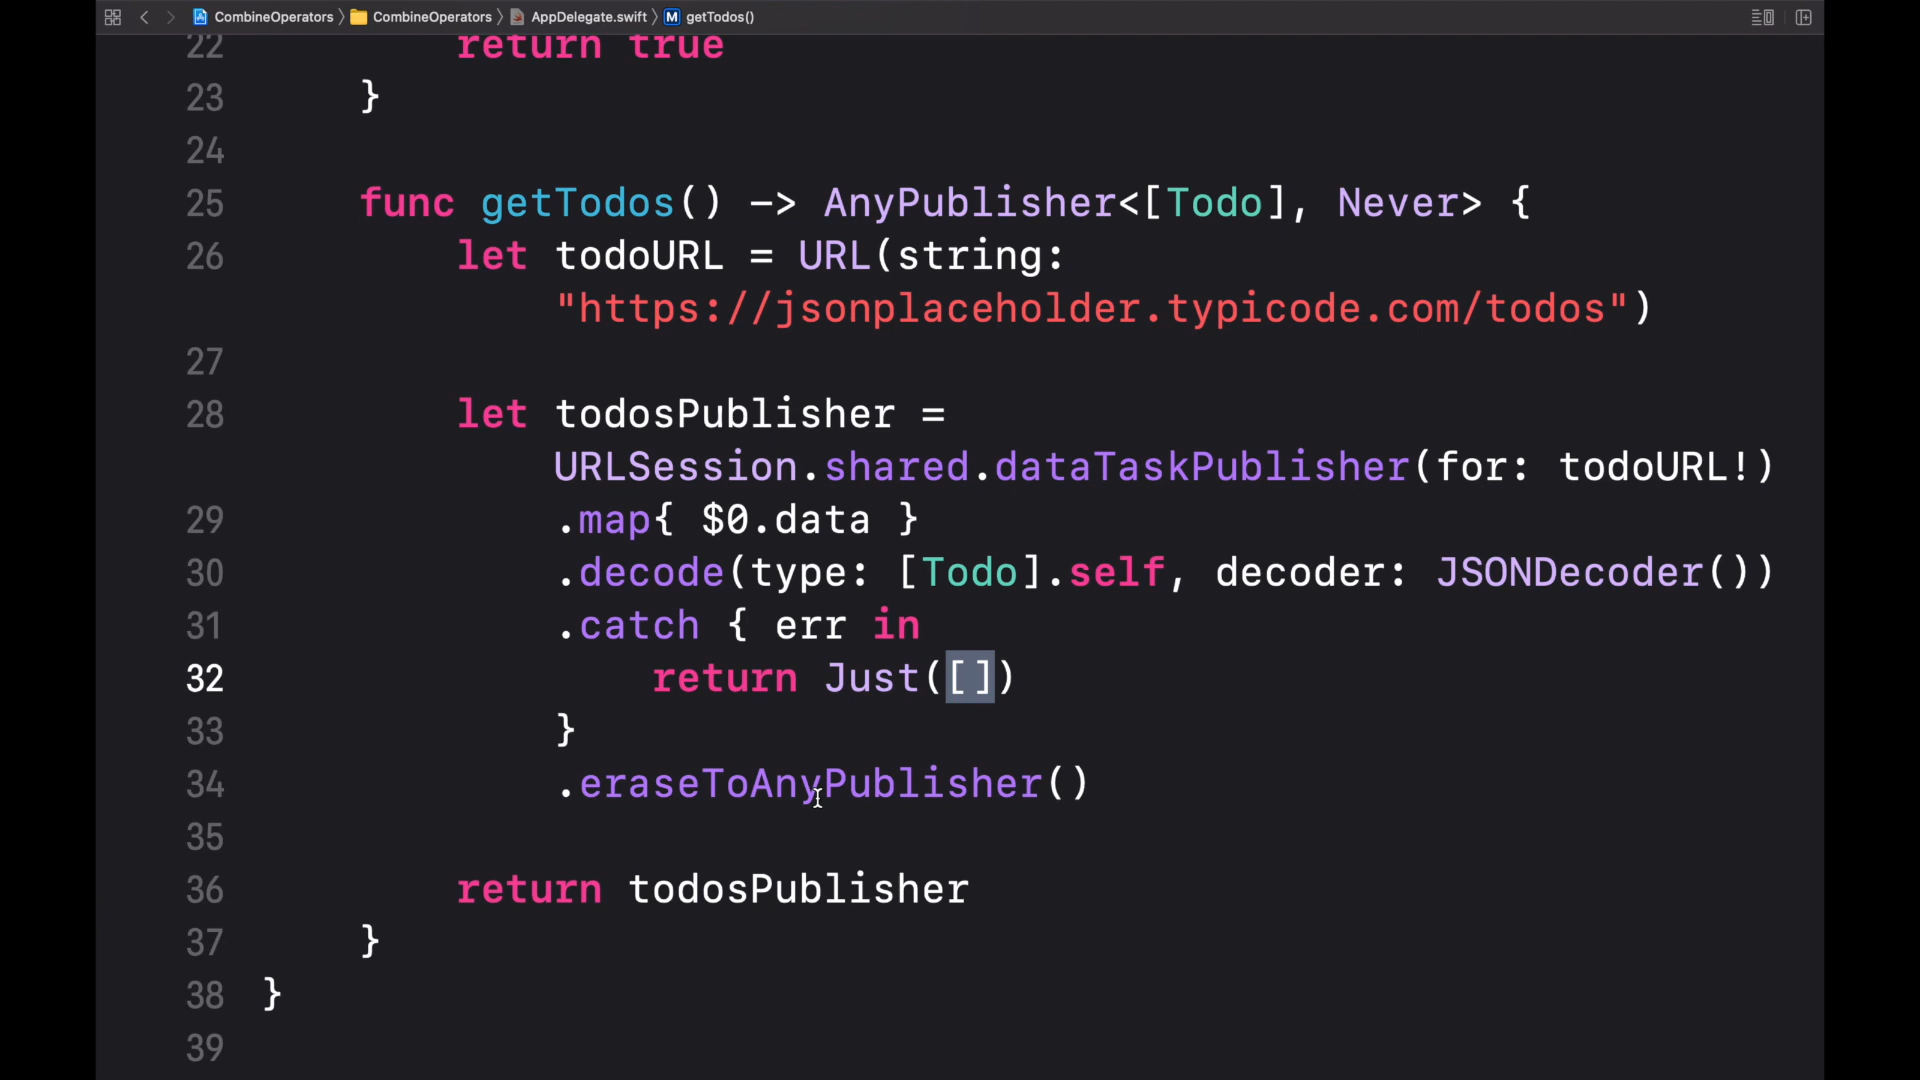 CombineOperators CombineOperators AppDelegate.swift M getTodos()
22 return true
23 }
24
25 func getTodos() -> AnyPublisher<[Todo], Never> {
26 let todoURL = URL(string:
"https://jsonplaceholder.typicode.com/todos")
27
28 let todosPublisher =
URLSession.shared.dataTaskPublisher(for: todoURL!)
29 .map{ $0.data }
30 .decode(type: [Todo].self, decoder: JSONDecoder())
31 .catch { err in
32 return Just([])
33 }
34 .eraseToAnyPublisher()
35
36 return todosPublisher
37 }
38 }
39